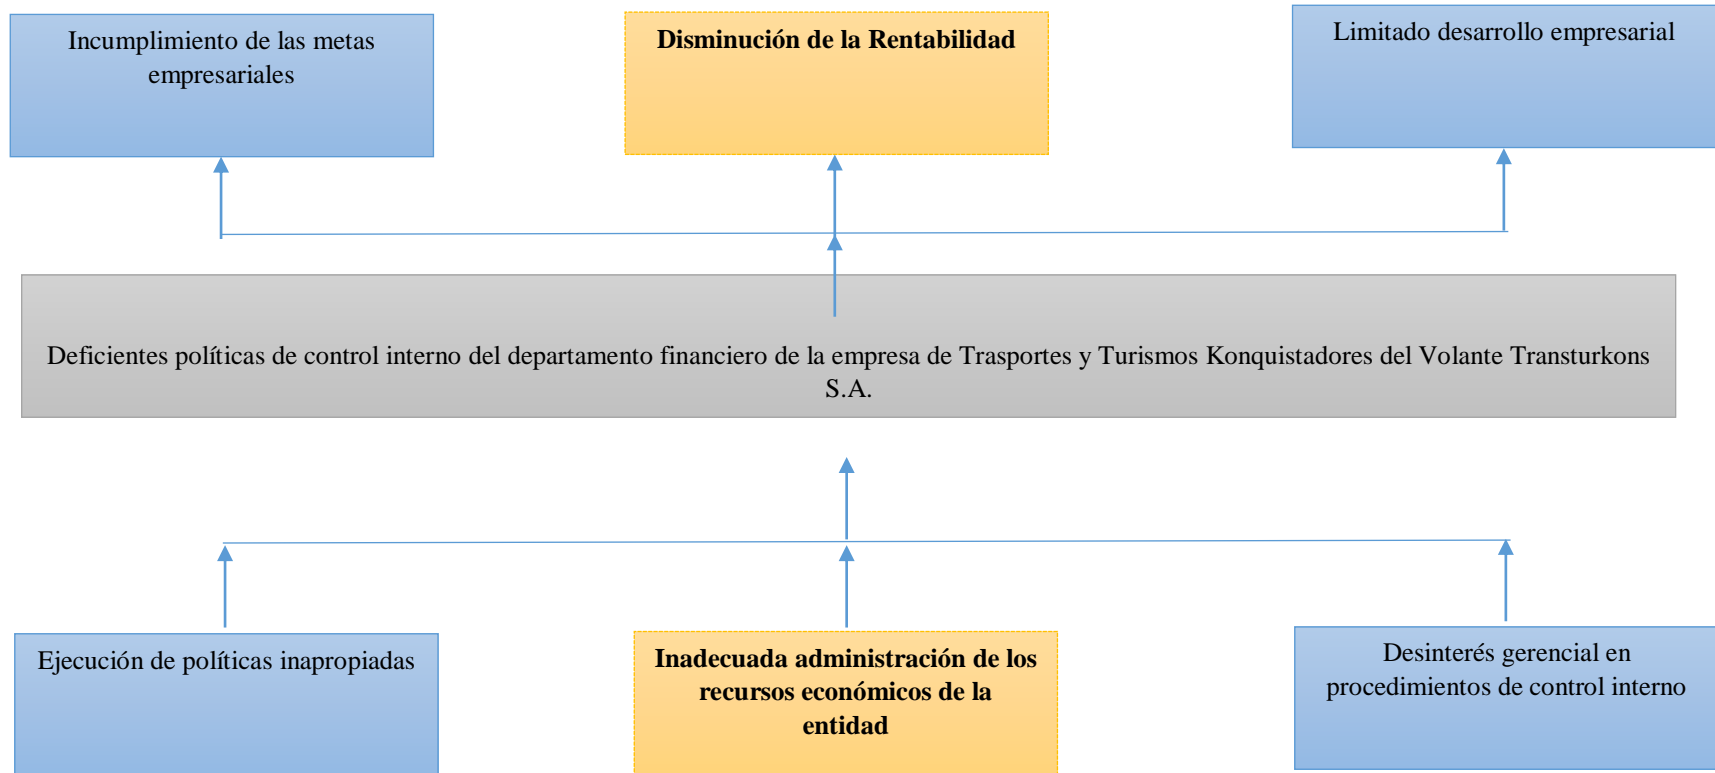 Incumplimiento de las metas
empresariales
Disminución de la Rentabilidad
Limitado desarrollo empresarial
Deficientes políticas de control interno del departamento financiero de la empresa de Trasportes y Turismos Konquistadores del Volante Transturkons
S.A.
Ejecución de políticas inapropiadas
Inadecuada administración de los
recursos económicos de la
entidad
Desinterés gerencial en
procedimientos de control interno